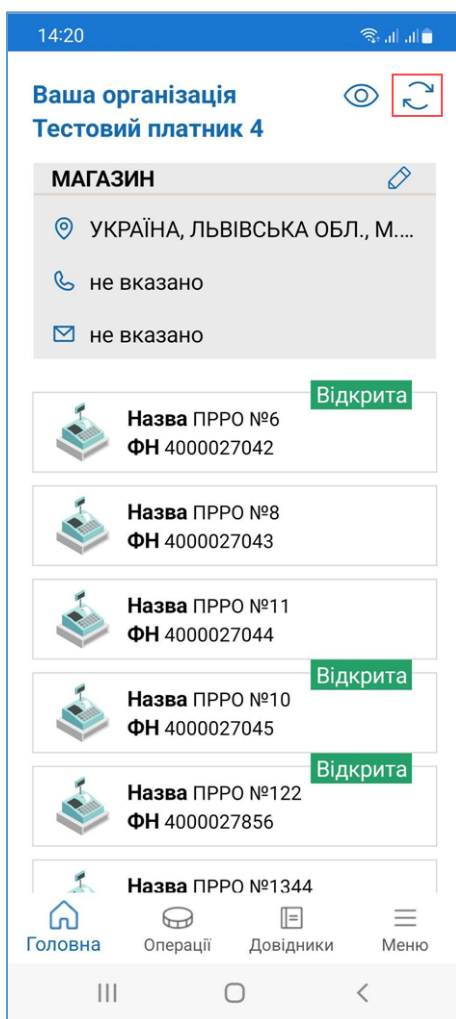 14:20
Ваша організація
Тестовий платник 4
МАГАЗИН
УКРАЇНА, ЛЬВІВСЬКА ОБЛ., М....
не вказано
не вказано
Відкрита
Назва ПРРО №6
ФН 4000027042
Назва ПРРО №8
ФН 4000027043
Назва ПРРО №11
ФН 4000027044
Відкрита
Назва ПРРО №10
ФН 4000027045
Відкрита
Назва ПРРО №122
ФН 4000027856
Назва ПРРО №1344
Головна Операції Довідники Меню